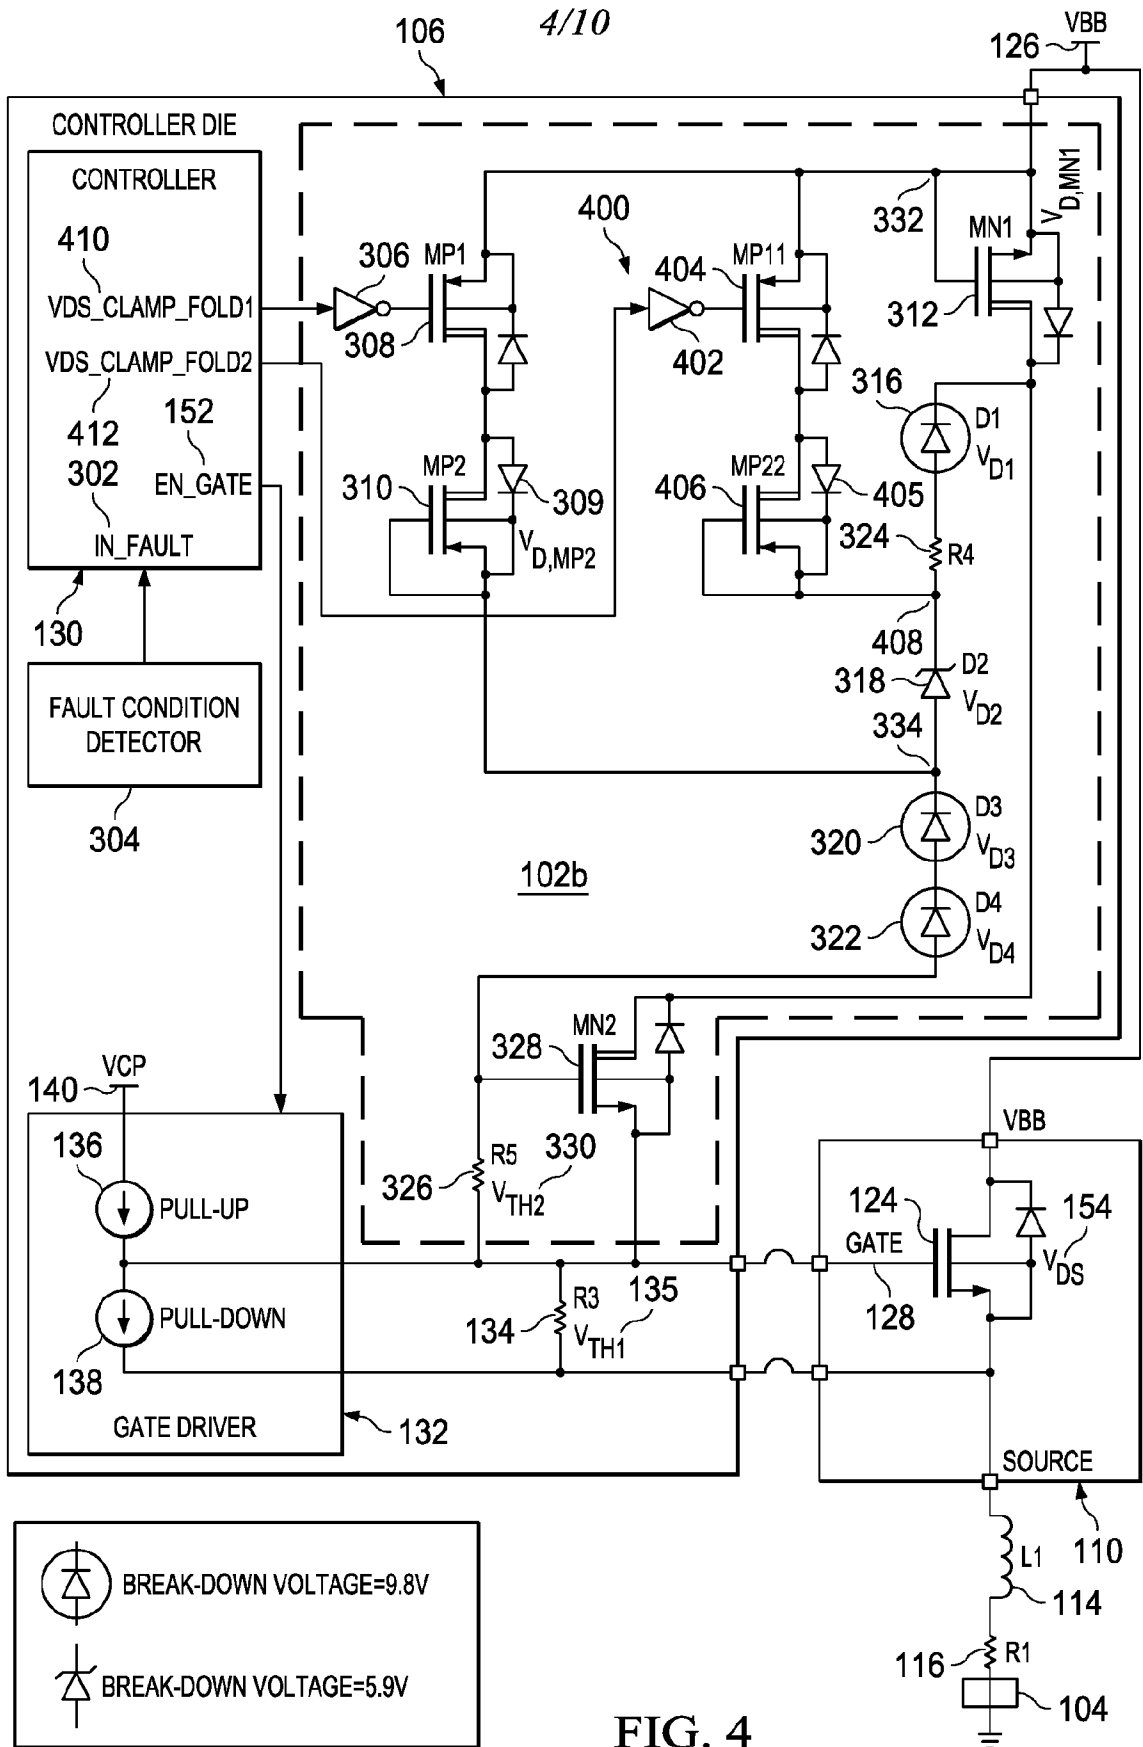 4/10
106
VBB
126
CONTROLLER DIE
CONTROLLER
410
VDS_CLAMP_FOLD1
VDS_CLAMP_FOLD2
412
152
EN_GATE
302
IN_FAULT
130
FAULT CONDITION
DETECTOR
304
306
MP1
308
MP2
310
309
V_D,MP2
400
404
MP11
402
MP22
406
405
332
V_D,MN1
MN1
312
316
D1
V_D1
324
R4
408
D2
318
V_D2
334
D3
320
V_D3
D4
322
V_D4
102b
MN2
328
R5
330
326
V_TH2
VCP
140
136
PULL-UP
PULL-DOWN
138
GATE DRIVER
132
R3
135
134
V_TH1
VBB
124
154
GATE
V_DS
128
SOURCE
110
L1
114
116
R1
104
BREAK-DOWN VOLTAGE=9.8V
BREAK-DOWN VOLTAGE=5.9V
FIG. 4